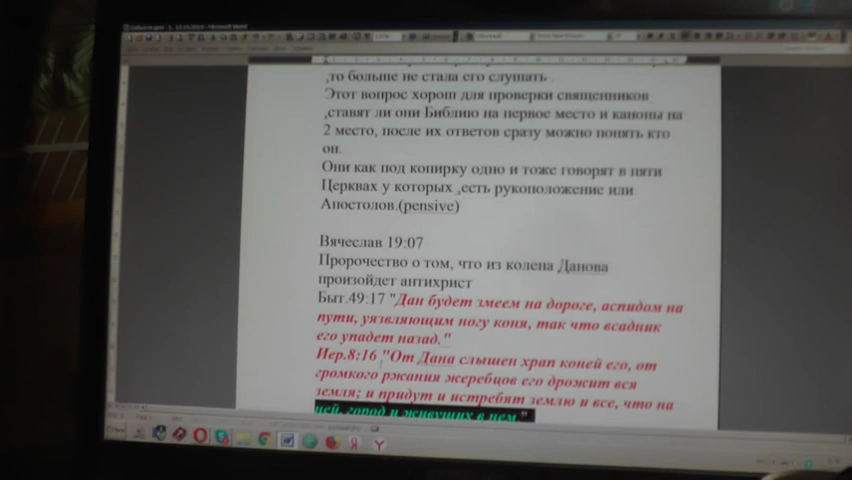 ,то больше не стала его слушать .
Этот вопрос хорош для проверки священников
,ставят ли они Библию на первое место и каноны на
2 место, после их ответов сразу можно понять кто
он.
Они как под копирку одно и тоже говорят в пяти
Церквах у которых ,есть рукоположение или
Апостолов.(pensive)
Вячеслав 19:07
Пророчество о том, что из колена Данова
произойдет антихрист
Быт.49:17 "Дан будет змеем на дороге, аспидом на
пути, уязвляющим ногу коня, так что всадник
его упадет назад."
Иер.8:16 "От Дана слышен храп коней его, от
громкого ржания жеребцов его дрожит вся
земля; и придут и истребят землю и все, что на
ней, город и живущих в нем."